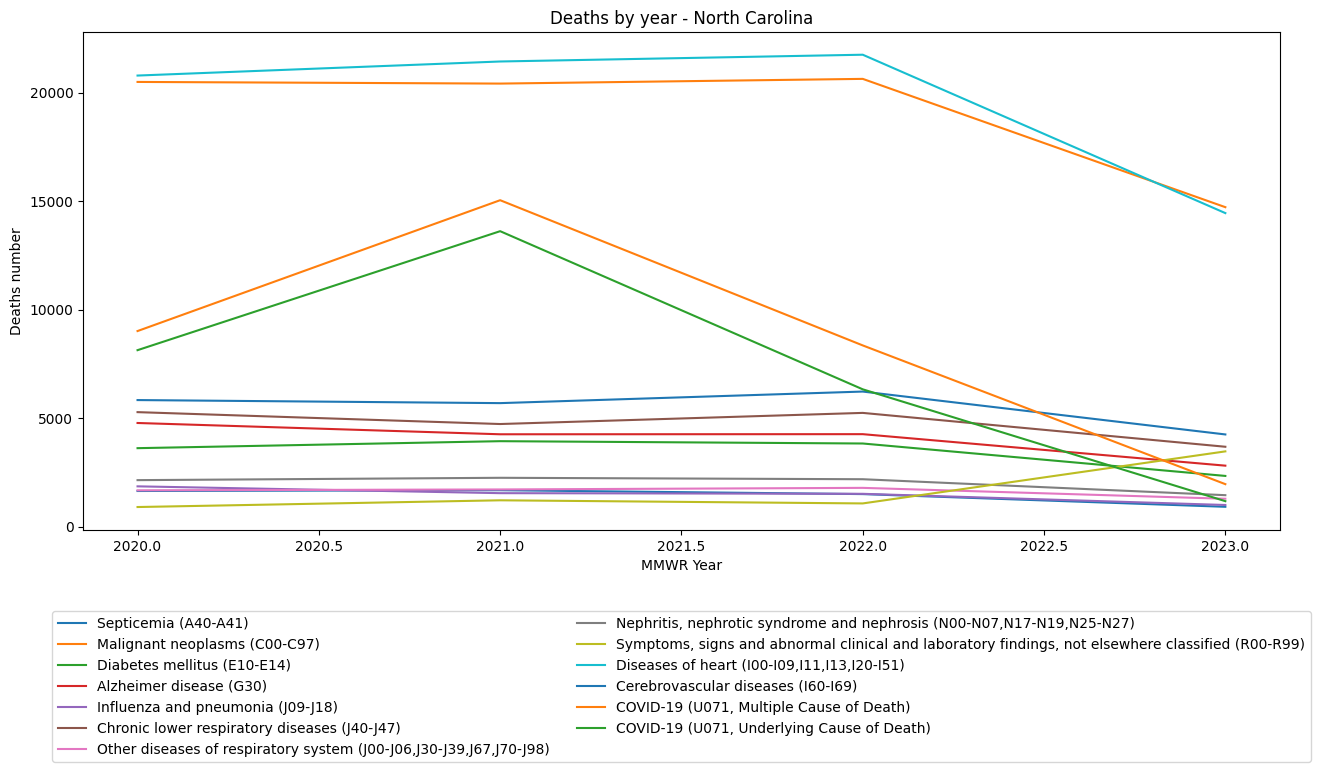 Deaths by year - North Carolina
20000
15000
10000
5000
0
Deaths number
2020.0 2020.5 2021.0 2021.5 2022.0 2022.5 2023.0
MMWR Year
Septicemia (A40-A41)
Malignant neoplasms (C00-C97)
Diabetes mellitus (E10-E14)
Alzheimer disease (G30)
Influenza and pneumonia (J09-J18)
Chronic lower respiratory diseases (J40-J47)
Other diseases of respiratory system (J00-J06,J30-J39,J67,J70-J98)
Nephritis, nephrotic syndrome and nephrosis (N00-N07,N17-N19,N25-N27)
Symptoms, signs and abnormal clinical and laboratory findings, not elsewhere classified (R00-R99)
Diseases of heart (I00-I09,I11,I13,I20-I51)
Cerebrovascular diseases (I60-I69)
COVID-19 (U071, Multiple Cause of Death)
COVID-19 (U071, Underlying Cause of Death)